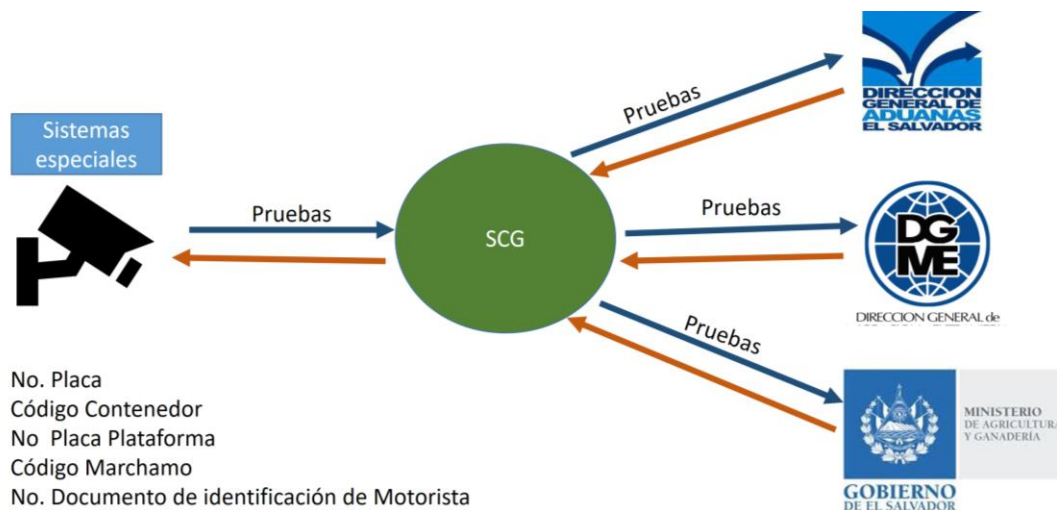 Sistemas
especiales
Pruebas
SCG
Pruebas
Pruebas
Pruebas
DIRECCION
GENERAL DE
ADUANAS
EL SALVADOR
DG
ME
DIRECCION GENERAL de
MINISTERIO
DE AGRICULTURA
Y GANADERÍA
GOBIERNO
DE EL SALVADOR
No. Placa
Código Contenedor
No Placa Plataforma
Código Marchamo
No. Documento de identificación de Motorista